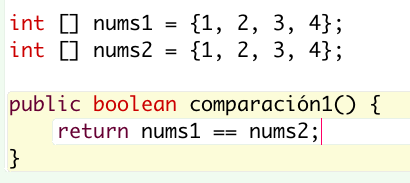 int [] nums1 = {1, 2, 3, 4};
int [] nums2 = {1, 2, 3, 4};
public boolean comparación1() {
return nums1 == nums2;
}